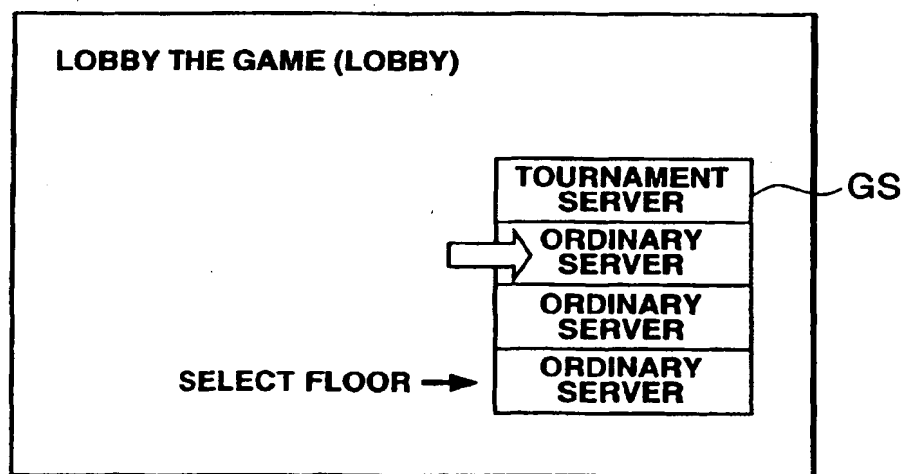 LOBBY THE GAME (LOBBY)
TOURNAMENT
SERVER
GS
ORDINARY
SERVER
ORDINARY
SERVER
SELECT FLOOR
ORDINARY
SERVER